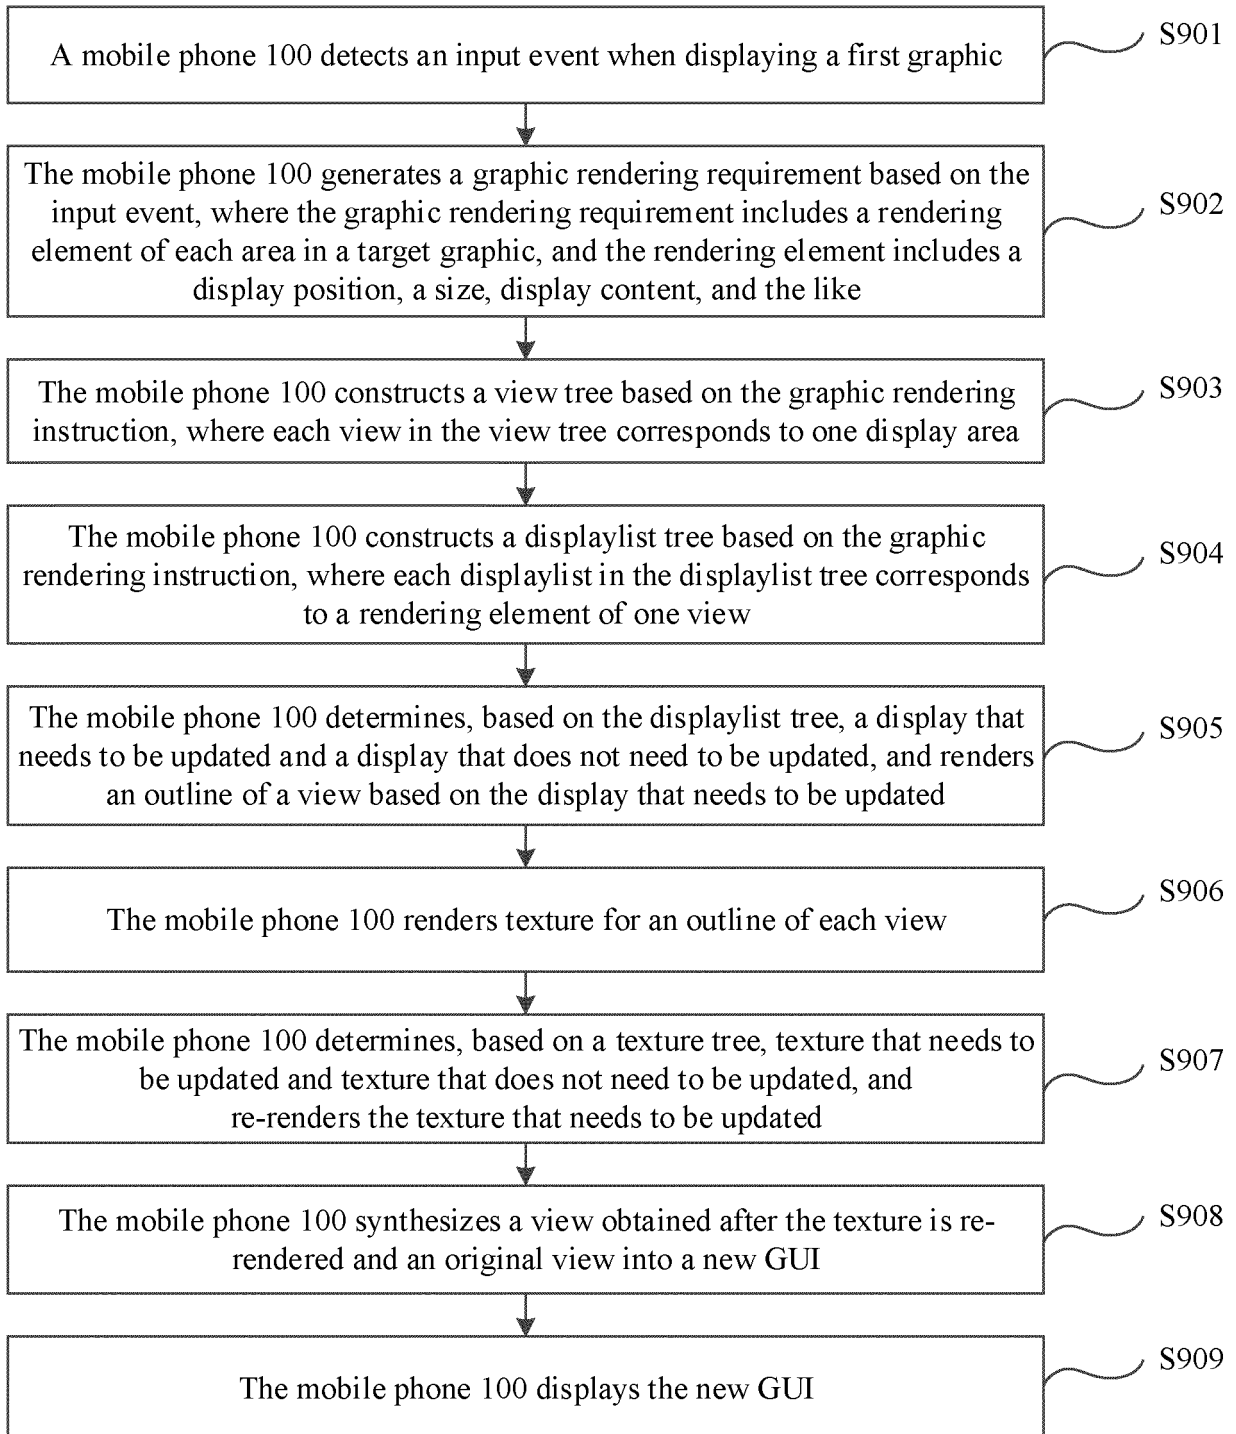 A mobile phone 100 detects an input event when displaying a first graphic
S901
The mobile phone 100 generates a graphic rendering requirement based on the
input event, where the graphic rendering requirement includes a rendering
element of each area in a target graphic, and the rendering element includes a
display position, a size, display content, and the like
S902
The mobile phone 100 constructs a view tree based on the graphic rendering
instruction, where each view in the view tree corresponds to one display area
S903
The mobile phone 100 constructs a displaylist tree based on the graphic
rendering instruction, where each displaylist in the displaylist tree corresponds
to a rendering element of one view
S904
The mobile phone 100 determines, based on the displaylist tree, a display that
needs to be updated and a display that does not need to be updated, and renders
an outline of a view based on the display that needs to be updated
S905
The mobile phone 100 renders texture for an outline of each view
S906
The mobile phone 100 determines, based on a texture tree, texture that needs to
be updated and texture that does not need to be updated, and
re-renders the texture that needs to be updated
S907
The mobile phone 100 synthesizes a view obtained after the texture is re-
rendered and an original view into a new GUI
S908
The mobile phone 100 displays the new GUI
S909